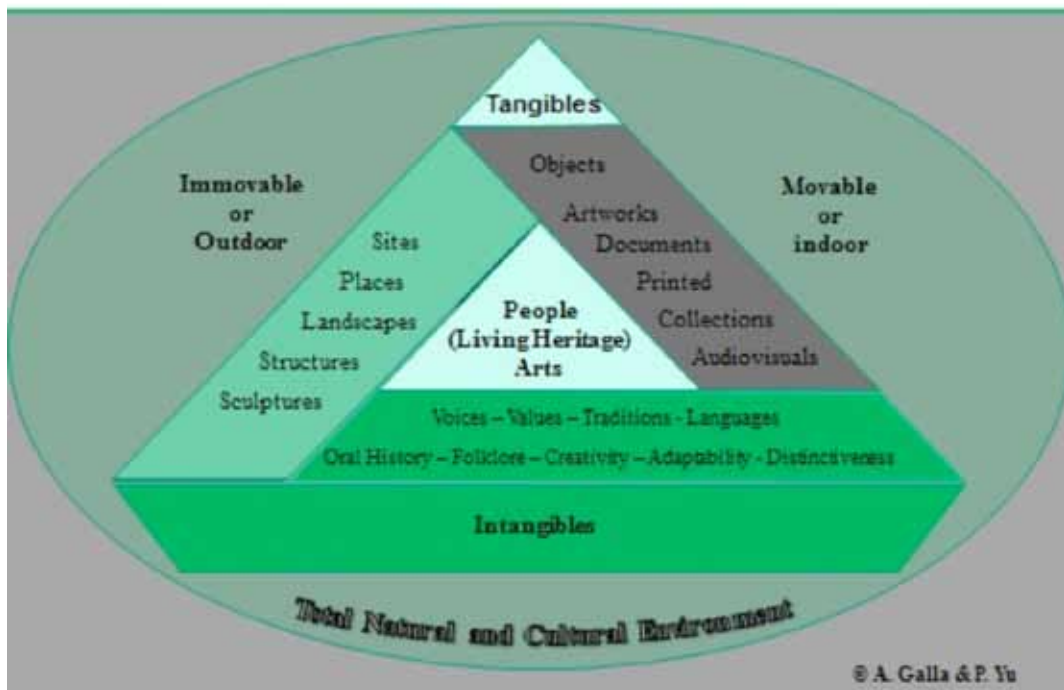 Tangibles
Immovable
or
Outdoor
Sites
Places
Landscapes
Structures
Sculptures
Objects
Artworks
Documents
Printed
Collections
Audiovisuals
Movable
or
indoor
People
(Living Heritage)
Arts
Voices – Values – Traditions - Languages
Oral History – Folklore – Creativity – Adaptability - Distinctiveness
Intangibles
Total Natural and Cultural Environment
© A. Galla & P. Yu